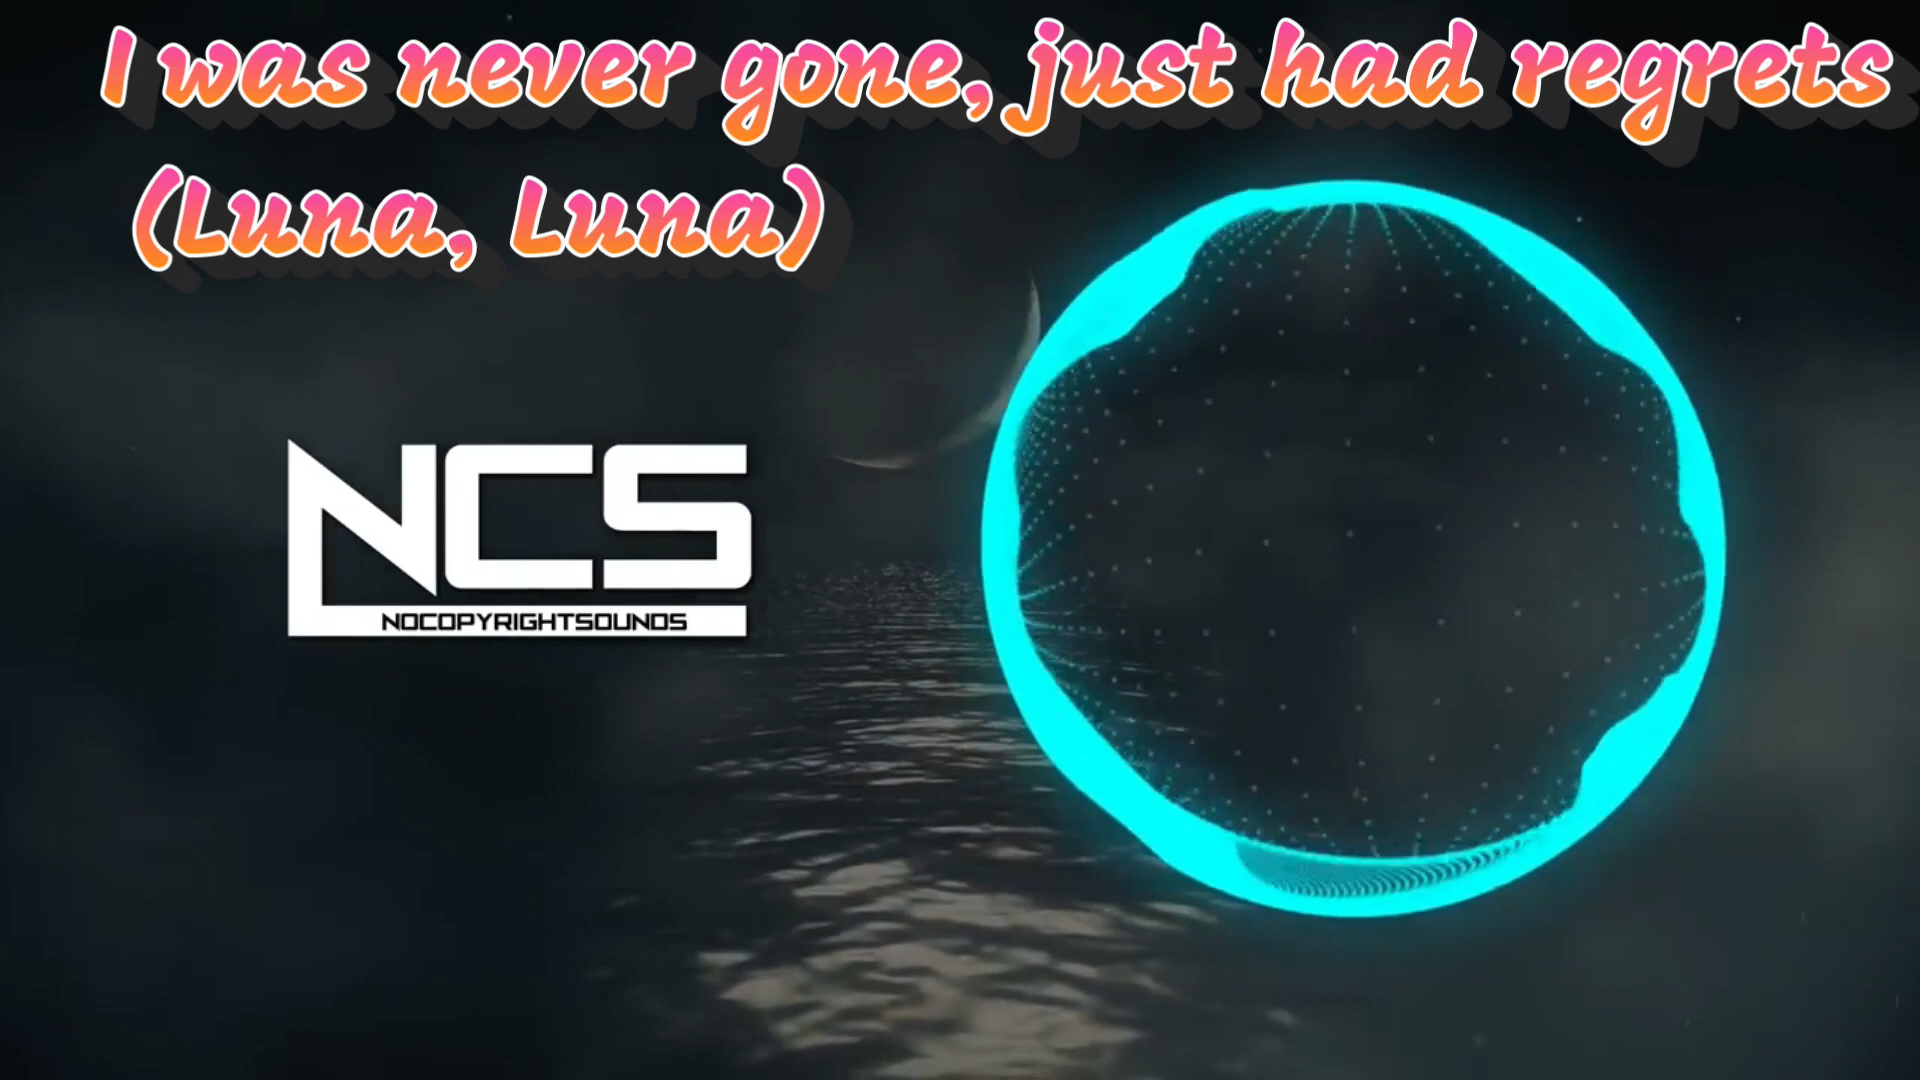 I was never gone, just had regrets
(Luna, Luna)
NCS
NOCOPYRIGHTSOUNDS